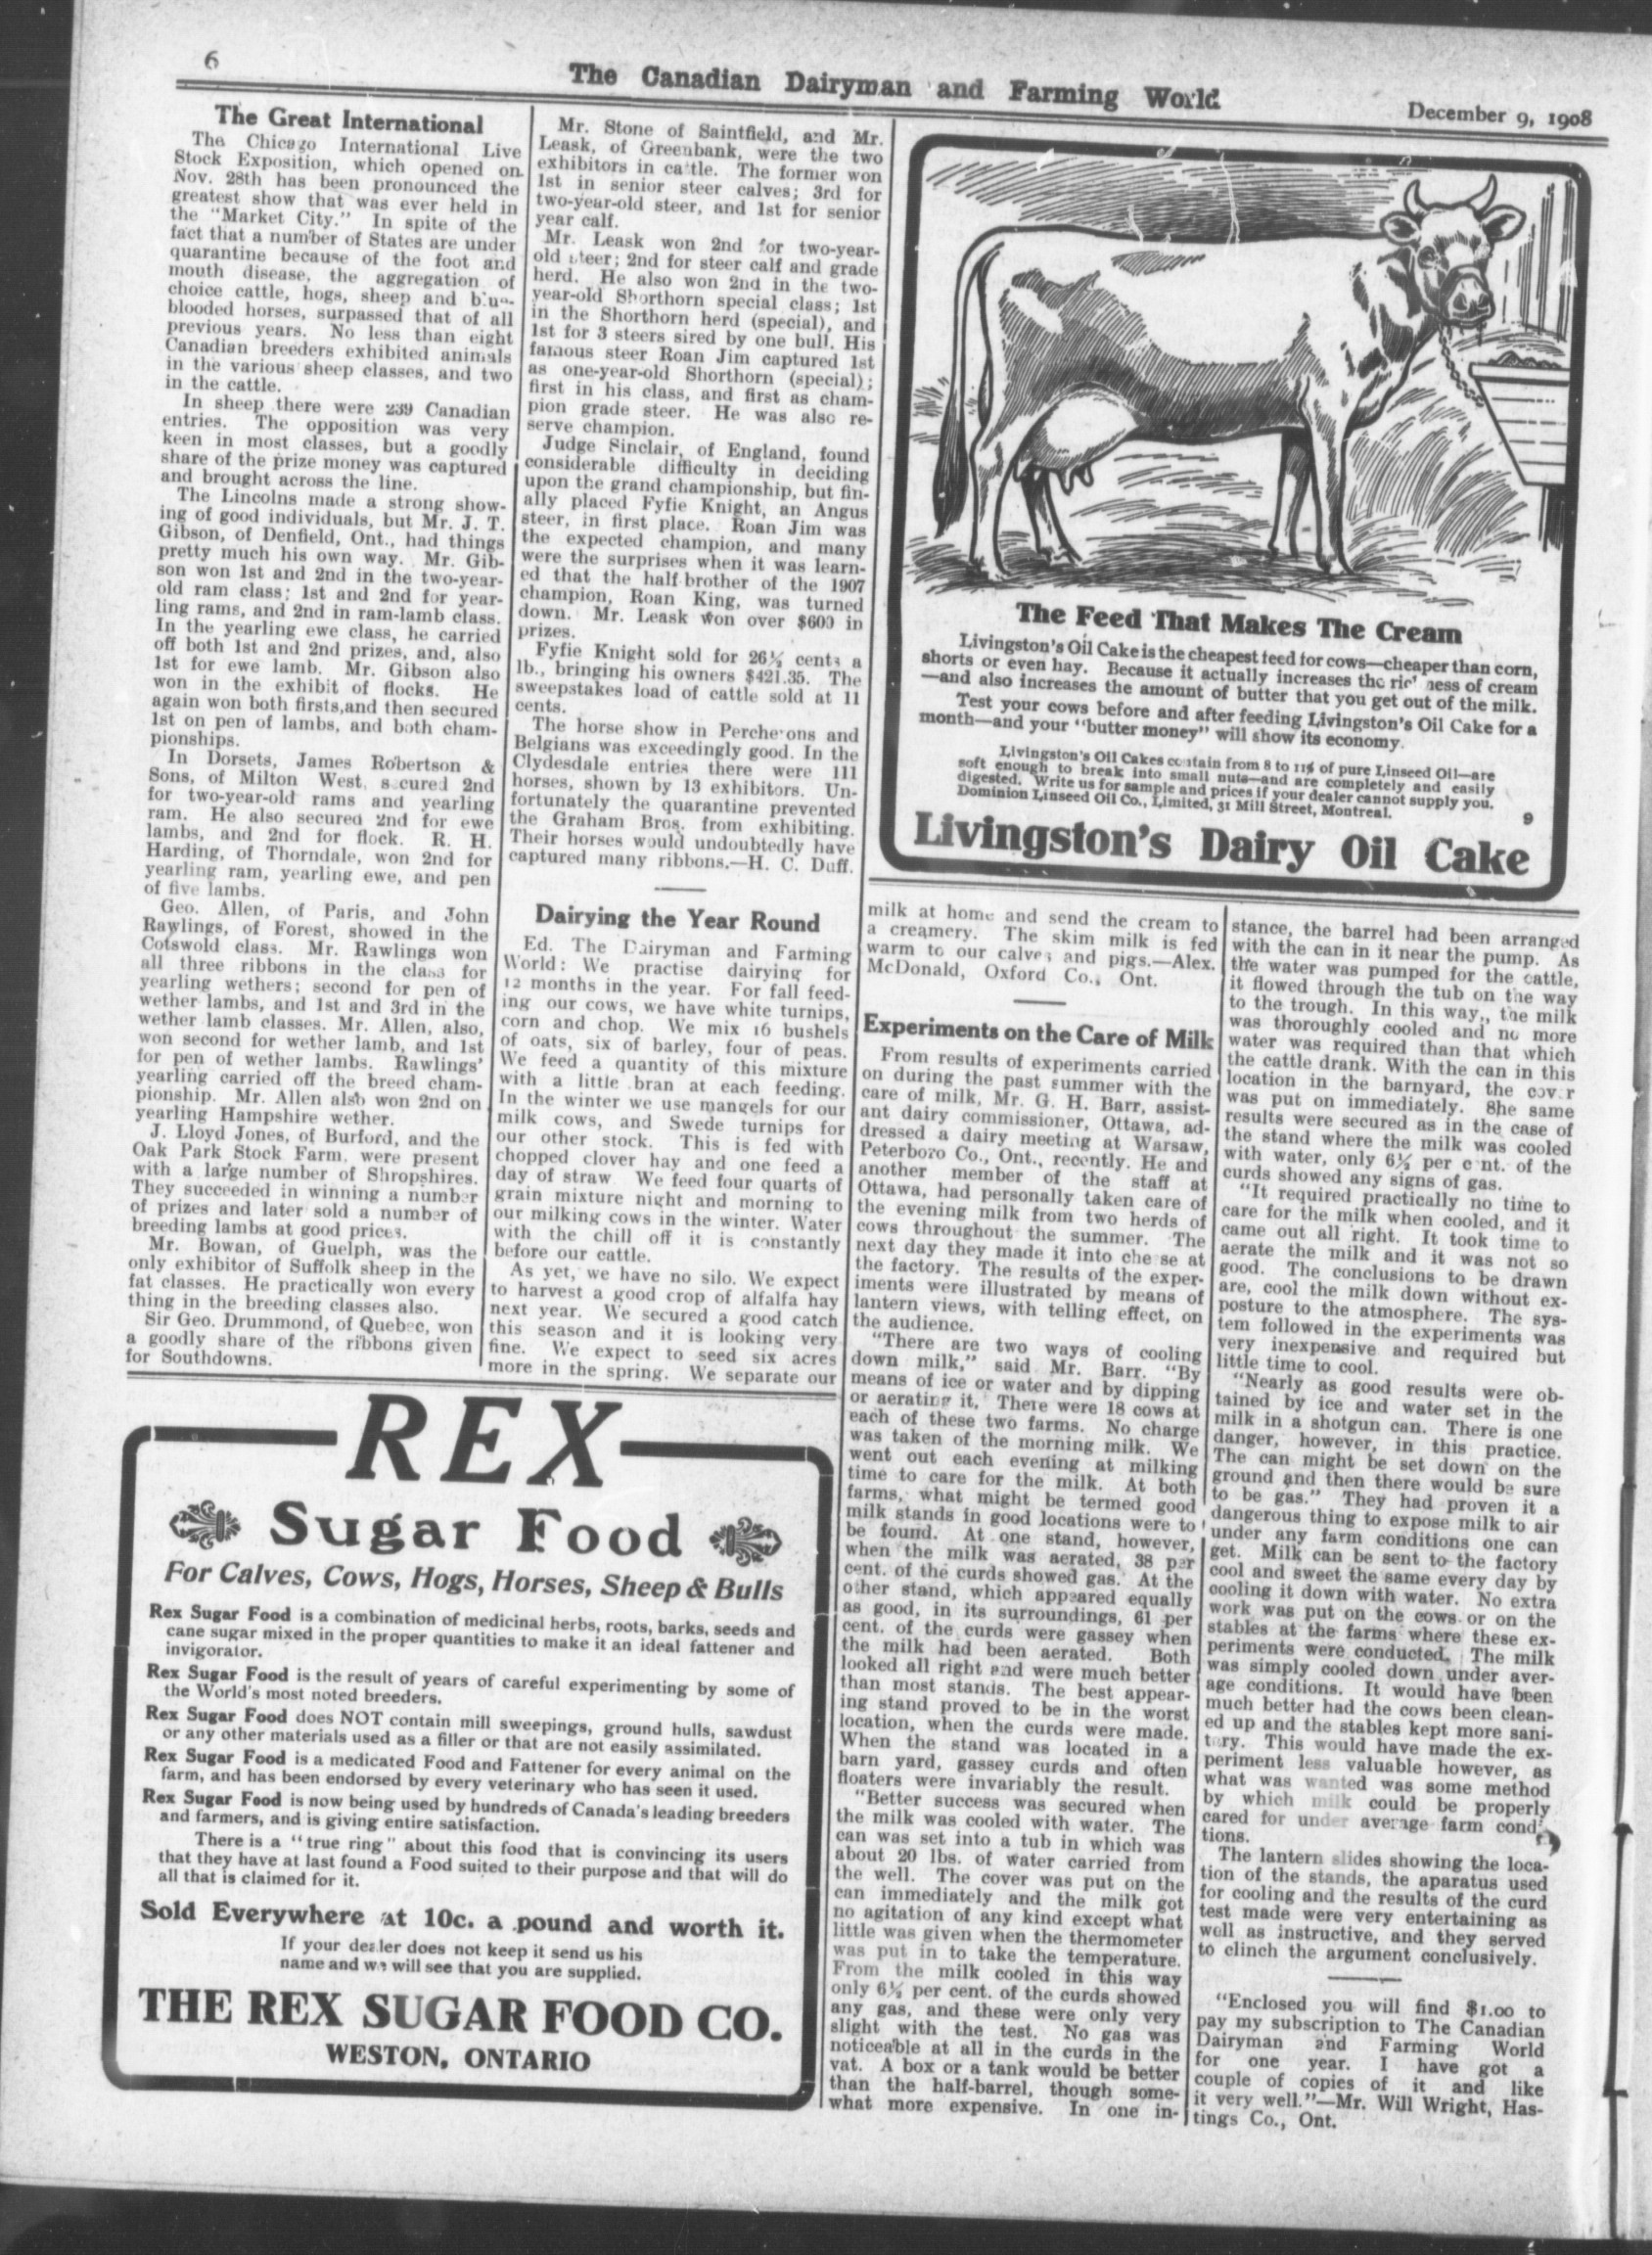 6
The Canadian Dairyman and Farming World
December 9, 1908
The Great International
The Chicago International Live
Stock Exposition, which opened on
Nov. 28th has been pronounced the
greatest show that was ever held in
the "Market City." In spite of the
fact that a number of States are under
quarantine because of the foot and
mouth disease, the aggregation of
choice cattle, hogs, sheep and blue-
blooded horses, surpassed that of all
previous years. No less than eight
Canadian breeders exhibited animals
in the various sheep classes, and two
in the cattle.
In sheep there were 239 Canadian
entries. The opposition was very
keen in most classes, but a goodly
share of the prize money was captured
and brought across the line.
The Lincolns made a strong show-
ing of good individuals, but Mr. J. T.
Gibson, of Denfield, Ont., had things
pretty much his own way. Mr. Gib-
son won 1st and 2nd in the two-year-
old ram class; 1st and 2nd for year-
ling rams, and 2nd in ram-lamb class.
In the yearling ewe class, he carried
off both 1st and 2nd prizes, and, also
1st for ewe lamb. Mr. Gibson also
won in the exhibit of flocks. He
again won both firsts,and then secured
1st on pen of lambs, and both cham-
pionships.
In Dorsets, James Robertson &
Sons, of Milton West, secured 2nd
for two-year-old rams and yearling
ram. He also secured 2nd for ewe
lambs, and 2nd for flock. R. H.
Harding, of Thorndale, won 2nd for
yearling ram, yearling ewe, and pen
of five lambs.
Geo. Allen, of Paris, and John
Rawlings, of Forest, showed in the
Cotswold class. Mr. Rawlings won
all three ribbons in the class for
yearling wethers; second for pen of
wether lambs, and 1st and 3rd in the
wether lamb classes. Mr. Allen, also,
won second for wether lamb, and 1st
for pen of wether lambs. Rawlings'
yearling carried off the breed cham-
pionship. Mr. Allen also won 2nd on
yearling Hampshire wether.
J. Lloyd Jones, of Burford, and the
Oak Park Stock Farm, were present
with a large number of Shropshires.
They succeeded in winning a number
of prizes and later sold a number of
breeding lambs at good prices.
Mr. Bowan, of Guelph, was the
only exhibitor of Suffolk sheep in the
fat classes. He practically won every
thing in the breeding classes also.
Sir Geo. Drummond, of Quebec, won
a goodly share of the ribbons given
for Southdowns.
Mr. Stone of Saintfield, and Mr.
Leask, of Greenbank, were the two
exhibitors in cattle. The former won
1st in senior steer calves; 3rd for
two-year-old steer, and 1st for senior
year calf.
Mr. Leask won 2nd for two-year-
old steer; 2nd for steer calf and grade
herd. He also won 2nd in the two-
year-old Shorthorn special class; 1st
in the Shorthorn herd (special), and
1st for 3 steers sired by one bull. His
famous steer Roan Jim captured 1st
as one-year-old Shorthorn (special);
first in his class, and first as cham-
pion grade steer. He was also re-
serve champion.
Judge Sinclair, of England, found
considerable difficulty in deciding
upon the grand championship, but fin-
ally placed Fyfie Knight, an Angus
steer, in first place. Roan Jim was
the expected champion, and many
were the surprises when it was learn-
ed that the half-brother of the 1907
champion, Roan King, was turned
down. Mr. Leask won over $600 in
prizes.
Fyfie Knight sold for 26½ cents a
lb., bringing his owners $421.35. The
sweepstakes load of cattle sold at 11
cents.
The horse show in Percherons and
Belgians was exceedingly good. In the
Clydesdale entries there were 111
horses, shown by 13 exhibitors. Un-
fortunately the quarantine prevented
the Graham Bros. from exhibiting.
Their horses would undoubtedly have
captured many ribbons.—H. C. Duff.
Dairying the Year Round
Ed. The Dairyman and Farming
World: We practise dairying for
12 months in the year. For fall feed-
ing our cows, we have white turnips,
corn and chop. We mix 16 bushels
of oats, six of barley, four of peas.
We feed a quantity of this mixture
with a little bran at each feeding.
In the winter we use mangels for our
milk cows, and Swede turnips for
our other stock. This is fed with
chopped clover hay and one feed a
day of straw. We feed four quarts of
grain mixture night and morning to
our milking cows in the winter. Water
with the chill off it is constantly
before our cattle.
As yet, we have no silo. We expect
to harvest a good crop of alfalfa hay
next year. We secured a good catch
this season and it is looking very
fine. We expect to seed six acres
more in the spring. We separate our
The Feed That Makes The Cream
Livingston's Oil Cake is the cheapest feed for cows—cheaper than corn,
shorts or even hay. Because it actually increases the richness of cream
—and also increases the amount of butter that you get out of the milk.
Test your cows before and after feeding Livingston's Oil Cake for a
month—and your "butter money" will show its economy.
Livingston's Oil Cakes contain from 8 to 11% of pure Linseed Oil—are
soft enough to break into small nuts—and are completely and easily
digested. Write us for sample and prices if your dealer cannot supply you.
Dominion Linseed Oil Co., Limited, 31 Mill Street, Montreal.
9
Livingston's Dairy Oil Cake
milk at home and send the cream to
a creamery. The skim milk is fed
warm to our calves and pigs.—Alex.
McDonald, Oxford Co., Ont.
Experiments on the Care of Milk
From results of experiments carried
on during the past summer with the
care of milk, Mr. G. H. Barr, assist-
ant dairy commissioner, Ottawa, ad-
dressed a dairy meeting at Warsaw,
Peterboro Co., Ont., recently. He and
another member of the staff at
Ottawa, had personally taken care of
the evening milk from two herds of
cows throughout the summer. The
next day they made it into cheese at
the factory. The results of the exper-
iments were illustrated by means of
lantern views, with telling effect, on
the audience.
"There are two ways of cooling
down milk," said Mr. Barr. "By
means of ice or water and by dipping
or aerating it. There were 18 cows at
each of these two farms. No charge
was taken of the morning milk. We
went out each evening at milking
time to care for the milk. At both
farms, what might be termed good
milk stands in good locations were to
be found. At one stand, however,
when the milk was aerated, 38 per
cent. of the curds showed gas. At the
other stand, which appeared equally
as good, in its surroundings, 61 per
cent. of the curds were gassey when
the milk had been aerated. Both
looked all right and were much better
than most stands. The best appear-
ing stand proved to be in the worst
location, when the curds were made.
When the stand was located in a
barn yard, gassey curds and often
floaters were invariably the result.
"Better success was secured when
the milk was cooled with water. The
can was set into a tub in which was
about 20 lbs. of water carried from
the well. The cover was put on the
can immediately and the milk got
no agitation of any kind except what
little was given when the thermometer
was put in to take the temperature.
From the milk cooled in this way
only 6½ per cent. of the curds showed
any gas, and these were only very
slight with the test. No gas was
noticeable at all in the curds in the
vat. A box or a tank would be better
than the half-barrel, though some-
what more expensive. In one in-
stance, the barrel had been arranged
with the can in it near the pump. As
the water was pumped for the cattle,
it flowed through the tub on the way
to the trough. In this way,, the milk
was thoroughly cooled and no more
water was required than that which
the cattle drank. With the can in this
location in the barnyard, the cover
was put on immediately. 8he same
results were secured as in the case of
the stand where the milk was cooled
with water, only 6½ per cent. of the
curds showed any signs of gas.
"It required practically no time to
care for the milk when cooled, and it
came out all right. It took time to
aerate the milk and it was not so
good. The conclusions to be drawn
are, cool the milk down without ex-
posture to the atmosphere. The sys-
tem followed in the experiments was
very inexpensive and required but
little time to cool.
"Nearly as good results were ob-
tained by ice and water set in the
milk in a shotgun can. There is one
danger, however, in this practice.
The can might be set down on the
ground and then there would be sure
to be gas." They had proven it a
dangerous thing to expose milk to air
under any farm conditions one can
get. Milk can be sent to the factory
cool and sweet the same every day by
cooling it down with water. No extra
work was put on the cows or on the
stables at the farms where these ex-
periments were conducted. The milk
was simply cooled down under aver-
age conditions. It would have been
much better had the cows been clean-
ed up and the stables kept more sani-
tary. This would have made the ex-
periment less valuable however, as
what was wanted was some method
by which milk could be properly
cared for under average farm condi-
tions.
The lantern slides showing the loca-
tion of the stands, the aparatus used
for cooling and the results of the curd
test made were very entertaining as
well as instructive, and they served
to clinch the argument conclusively.
"Enclosed you will find $1.00 to
pay my subscription to The Canadian
Dairyman and Farming World
for one year. I have got a
couple of copies of it and like
it very well."—Mr. Will Wright, Has-
tings Co., Ont.
REX
Sugar Food
For Calves, Cows, Hogs, Horses, Sheep & Bulls
Rex Sugar Food is a combination of medicinal herbs, roots, barks, seeds and
cane sugar mixed in the proper quantities to make it an ideal fattener and
invigorator.
Rex Sugar Food is the result of years of careful experimenting by some of
the World's most noted breeders.
Rex Sugar Food does NOT contain mill sweepings, ground hulls, sawdust
or any other materials used as a filler or that are not easily assimilated.
Rex Sugar Food is a medicated Food and Fattener for every animal on the
farm, and has been endorsed by every veterinary who has seen it used.
Rex Sugar Food is now being used by hundreds of Canada's leading breeders
and farmers, and is giving entire satisfaction.
There is a "true ring" about this food that is convincing its users
that they have at last found a Food suited to their purpose and that will do
all that is claimed for it.
Sold Everywhere at 10c. a pound and worth it.
If your dealer does not keep it send us his
name and we will see that you are supplied.
THE REX SUGAR FOOD CO.
WESTON, ONTARIO